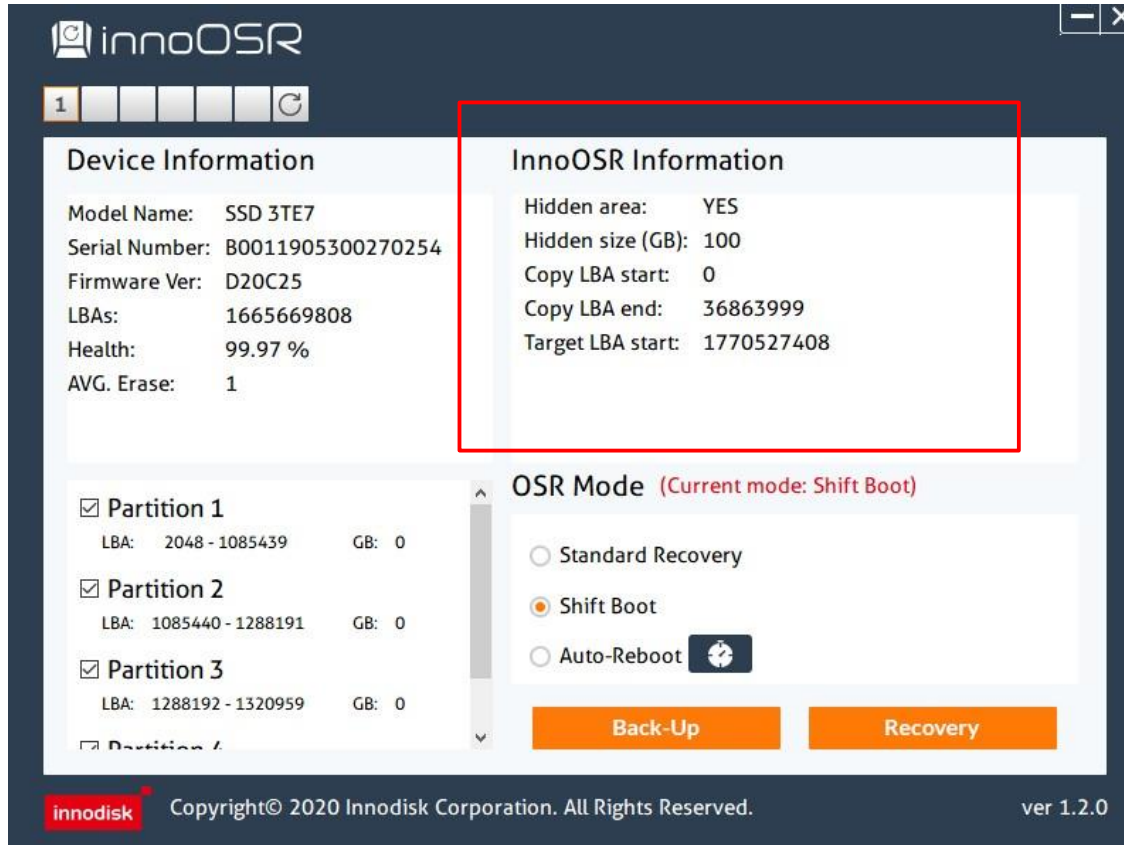 innoOSR
1
Device Information
Model Name: SSD 3TE7
Serial Number: B0011905300270254
Firmware Ver: D20C25
LBAs: 1665669808
Health: 99.97 %
AVG. Erase: 1
InnoOSR Information
Hidden area: YES
Hidden size (GB): 100
Copy LBA start: 0
Copy LBA end: 36863999
Target LBA start: 1770527408
Partition 1
LBA: 2048 - 1085439 GB: 0
Partition 2
LBA: 1085440 - 1288191 GB: 0
Partition 3
LBA: 1288192 - 1320959 GB: 0
Partition 4
OSR Mode (Current mode: Shift Boot)
Standard Recovery
Shift Boot
Auto-Reboot
Back-Up Recovery
innodisk Copyright© 2020 Innodisk Corporation. All Rights Reserved. ver 1.2.0